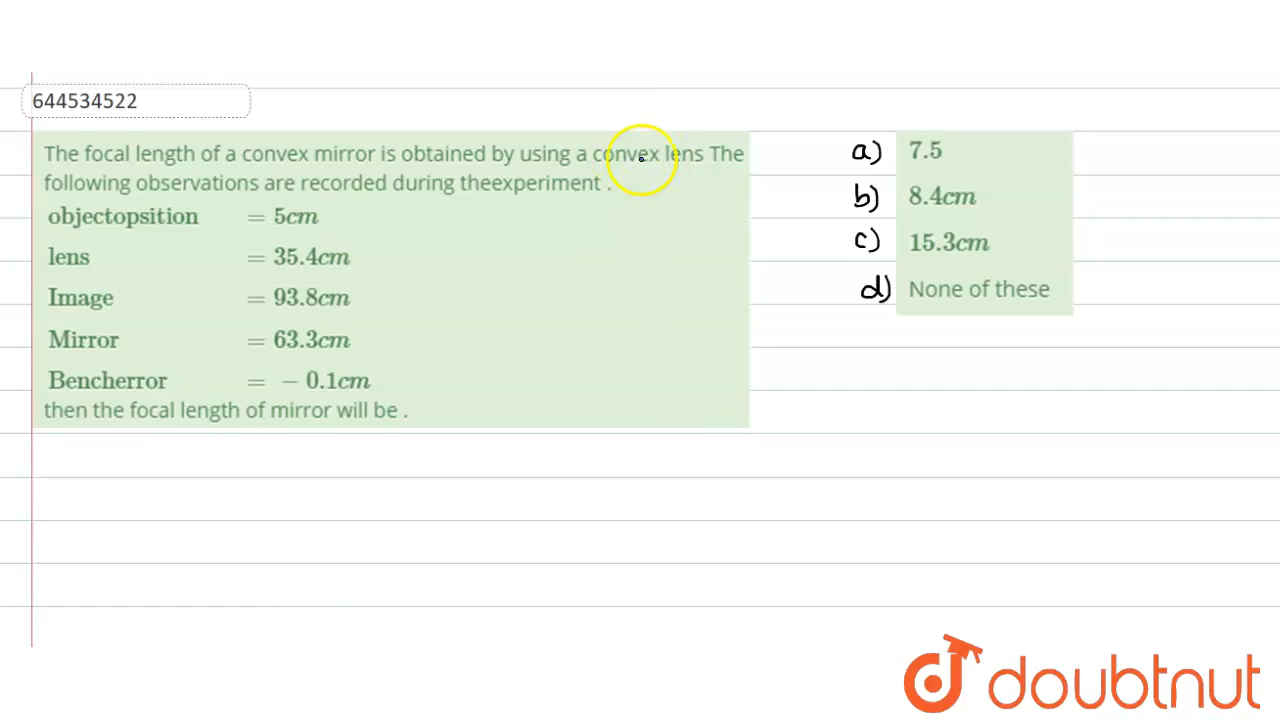 644534522
The focal length of a convex mirror is obtained by using a convex lens The
following observations are recorded during theexperiment .
objectopsition = 5cm
lens = 35.4cm
Image = 93.8cm
Mirror = 63.3cm
Bencherror = −0.1cm
then the focal length of mirror will be .
a) 7.5
b) 8.4cm
c) 15.3cm
d) None of these
doubtnut